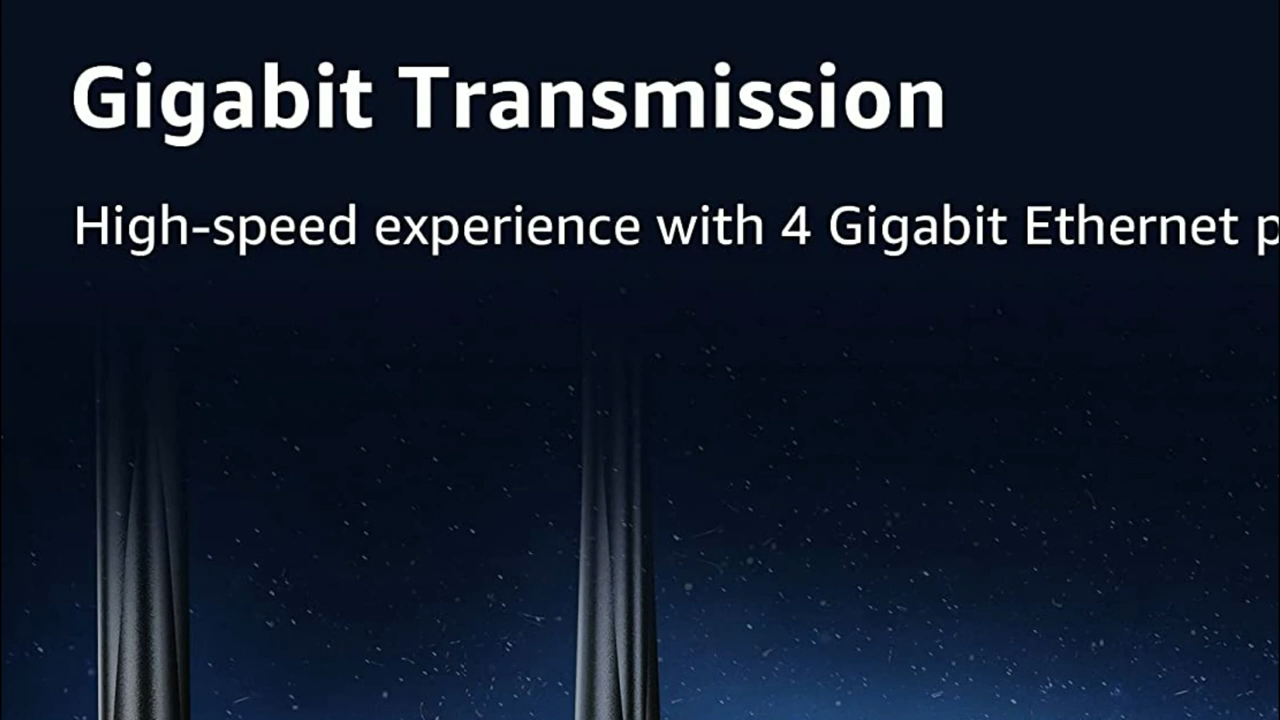 Gigabit Transmission
High-speed experience with 4 Gigabit Ethernet p